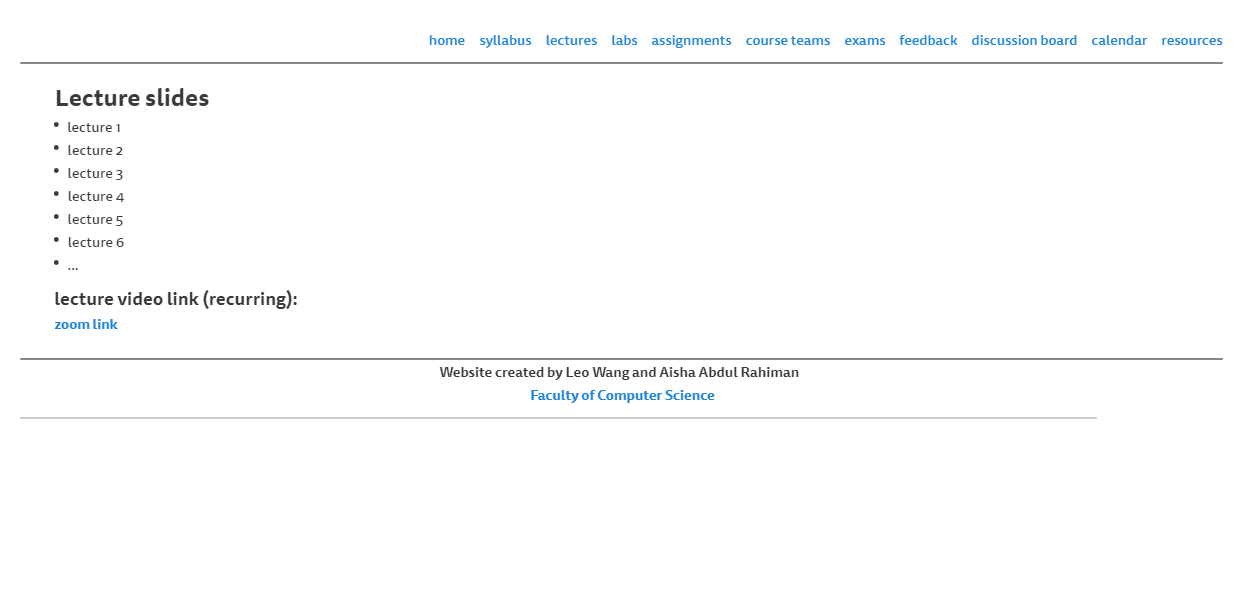 home syllabus lectures labs assignments course teams exams feedback discussion board calendar resources
Lecture slides
• lecture 1
• lecture 2
• lecture 3
• lecture 4
• lecture 5
• lecture 6
• ...
lecture video link (recurring):
zoom link
Website created by Leo Wang and Aisha Abdul Rahiman
Faculty of Computer Science